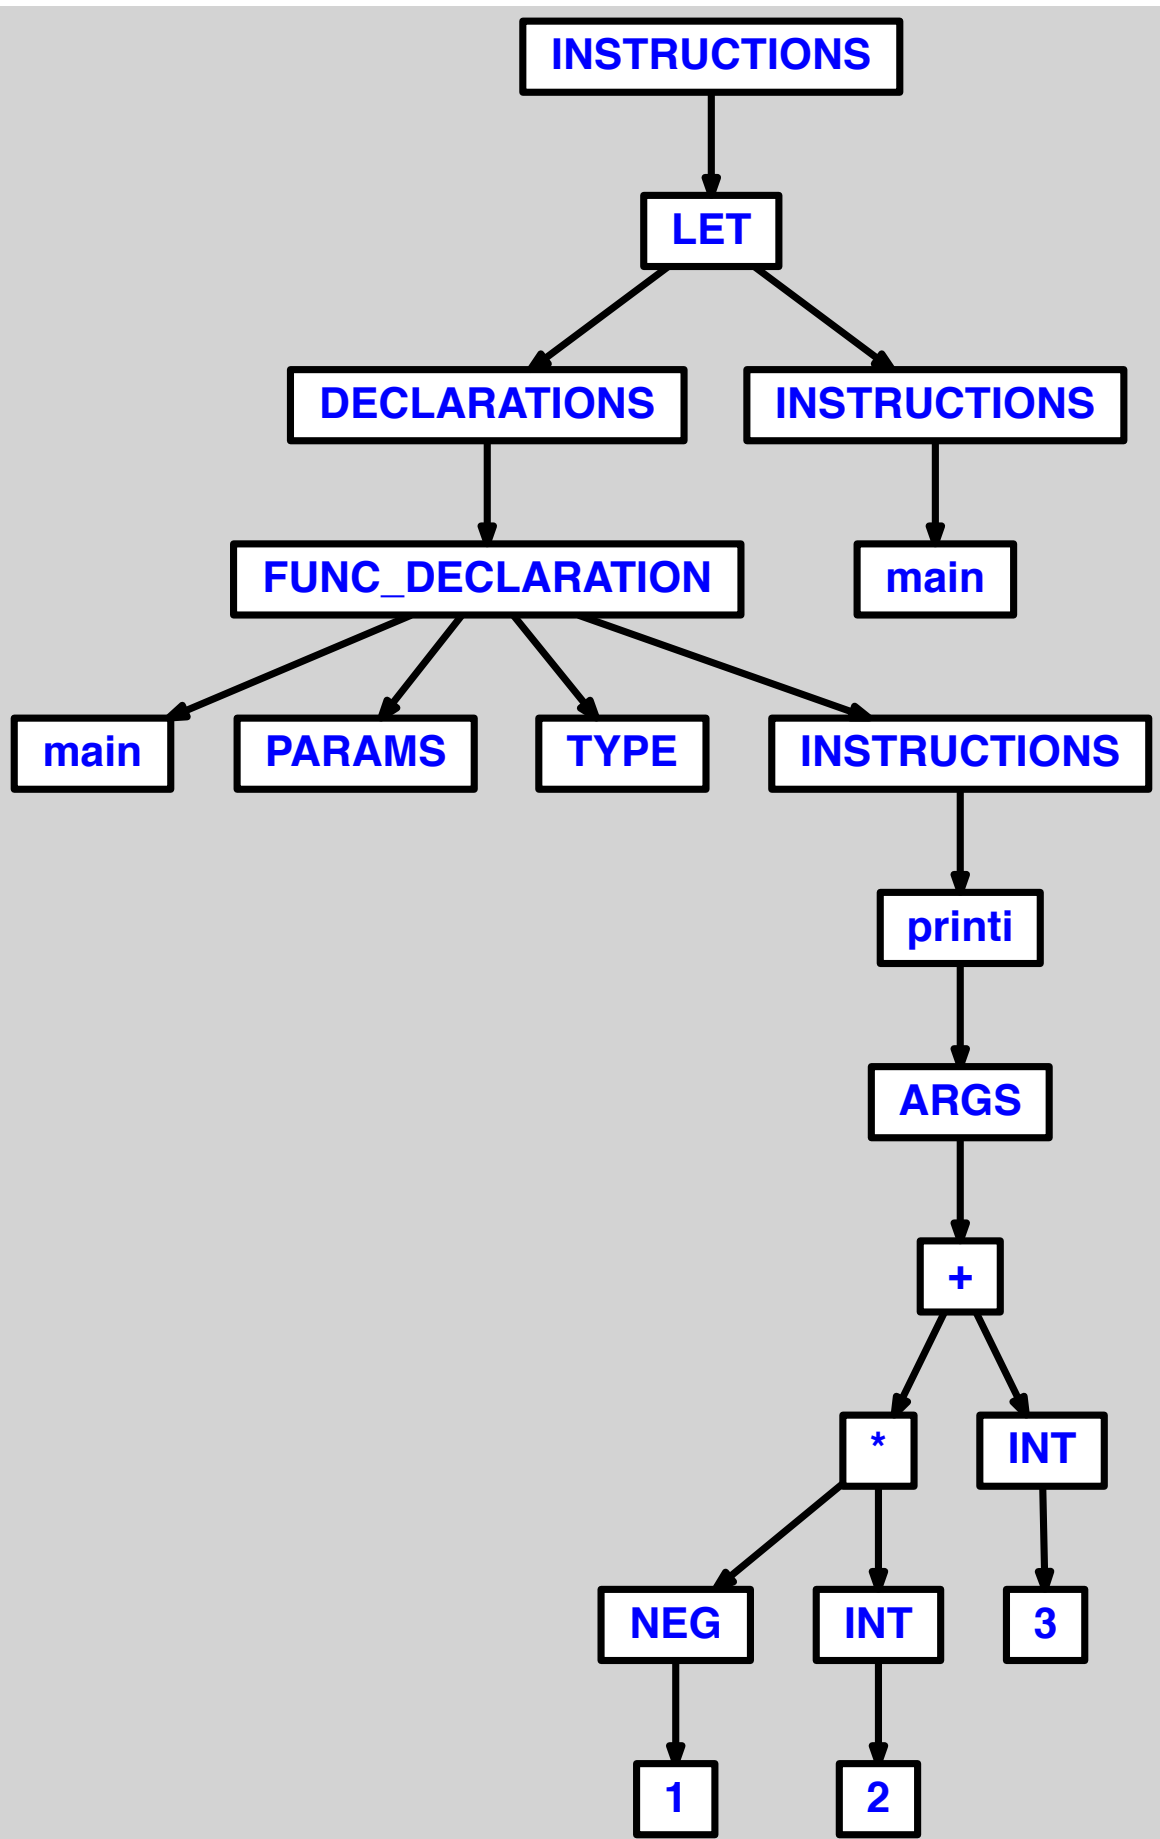 INSTRUCTIONS
LET
DECLARATIONS
INSTRUCTIONS
FUNC_DECLARATION
main
main
PARAMS
TYPE
INSTRUCTIONS
printi
ARGS
+
*
INT
NEG
INT
3
1
2